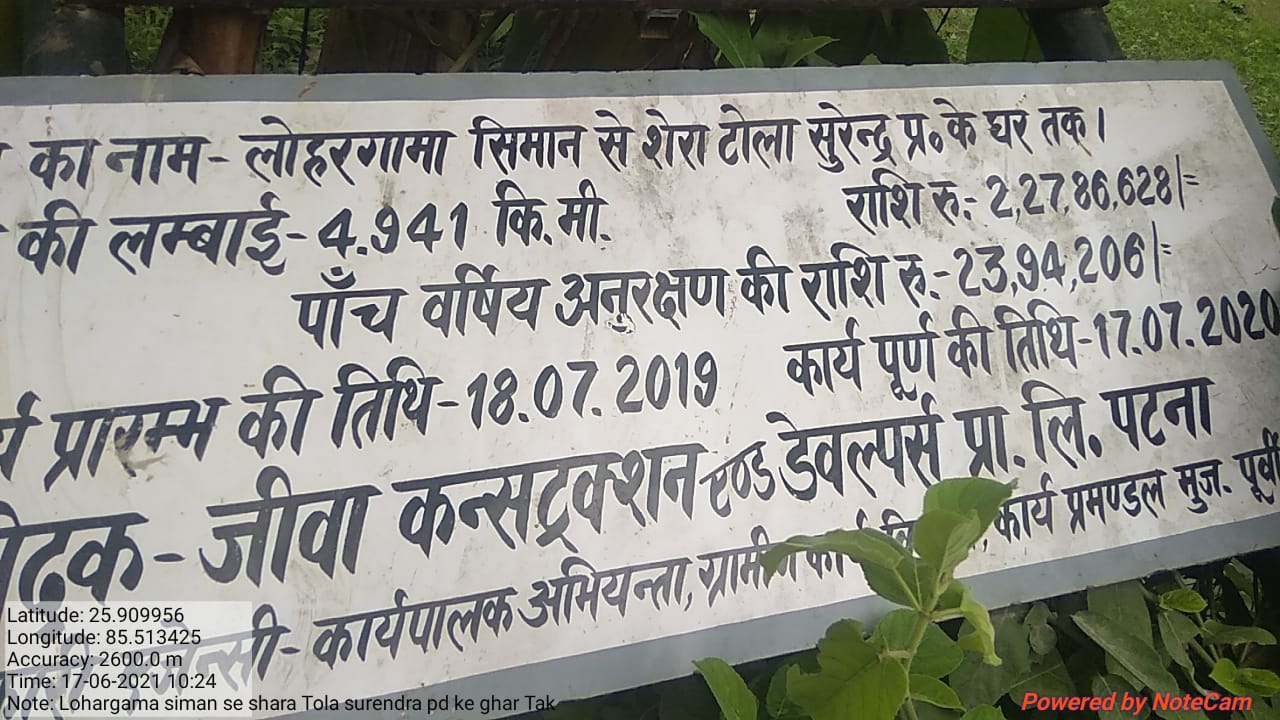 का नाम - लोहरगामा सिमान से शेरा टोला सुरेन्द्र प्र० के घर तक।
की लम्बाई - 4.941 कि.मी. राशि रु.- 2,27,86,628/=
पाँच वर्षिय अनुरक्षण की राशि रु.- 23,94,206/=
प्रारम्भ की तिथि - 18.07.2019 कार्य पूर्ण की तिथि - 17.07.2020
जीवा कन्सट्रक्शन एण्ड डेवल्पर्स प्रा. लि. पटना
कार्यपालक अभियन्ता, ग्रामीण कार्य प्रमण्डल मुज. पूर्वी
Latitude: 25.909956
Longitude: 85.513425
Accuracy: 2600.0 m
Time: 17-06-2021 10:24
Note: Lohargama siman se shara Tola surendra pd ke ghar Tak
Powered by NoteCam